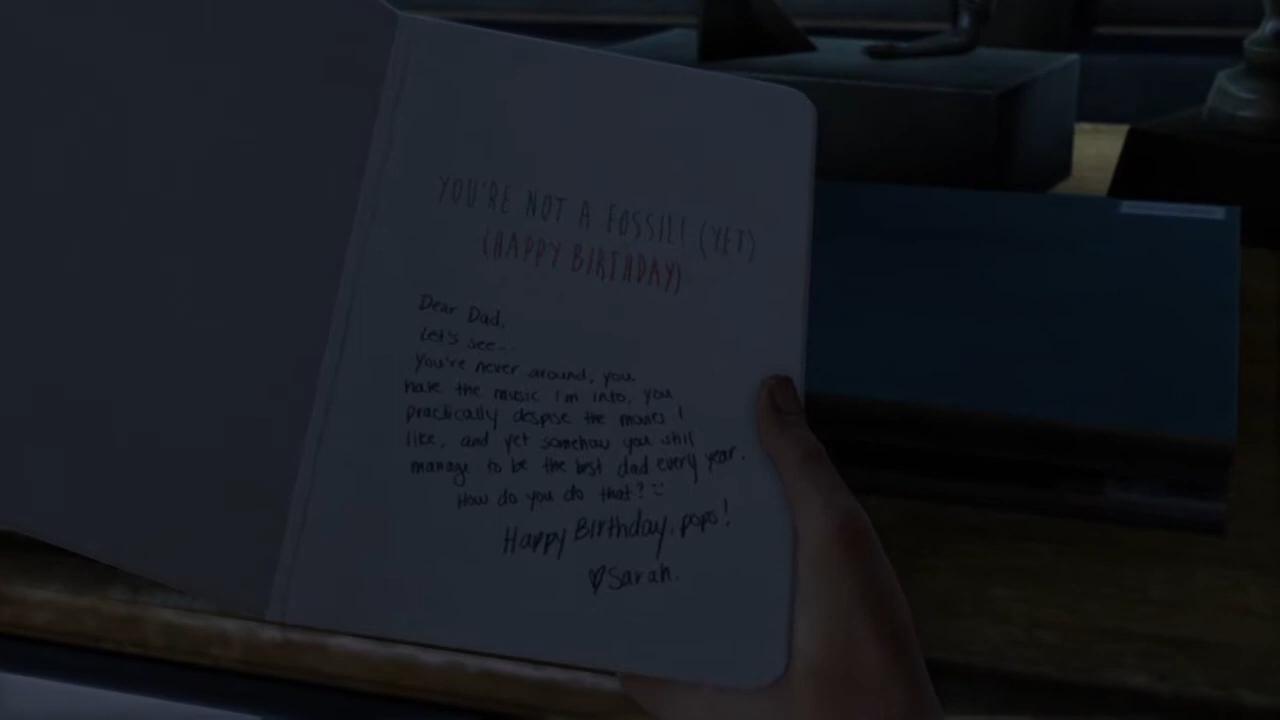 YOU'RE NOT A FOSSIL! (YET)
(HAPPY BIRTHDAY)
Dear Dad,
Let's see...
You're never around, you
hate the music I'm into, you
practically despise the movies I
like, and yet somehow you still
manage to be the best dad every year.
How do you do that? :)
Happy Birthday, pops!
♡Sarah.